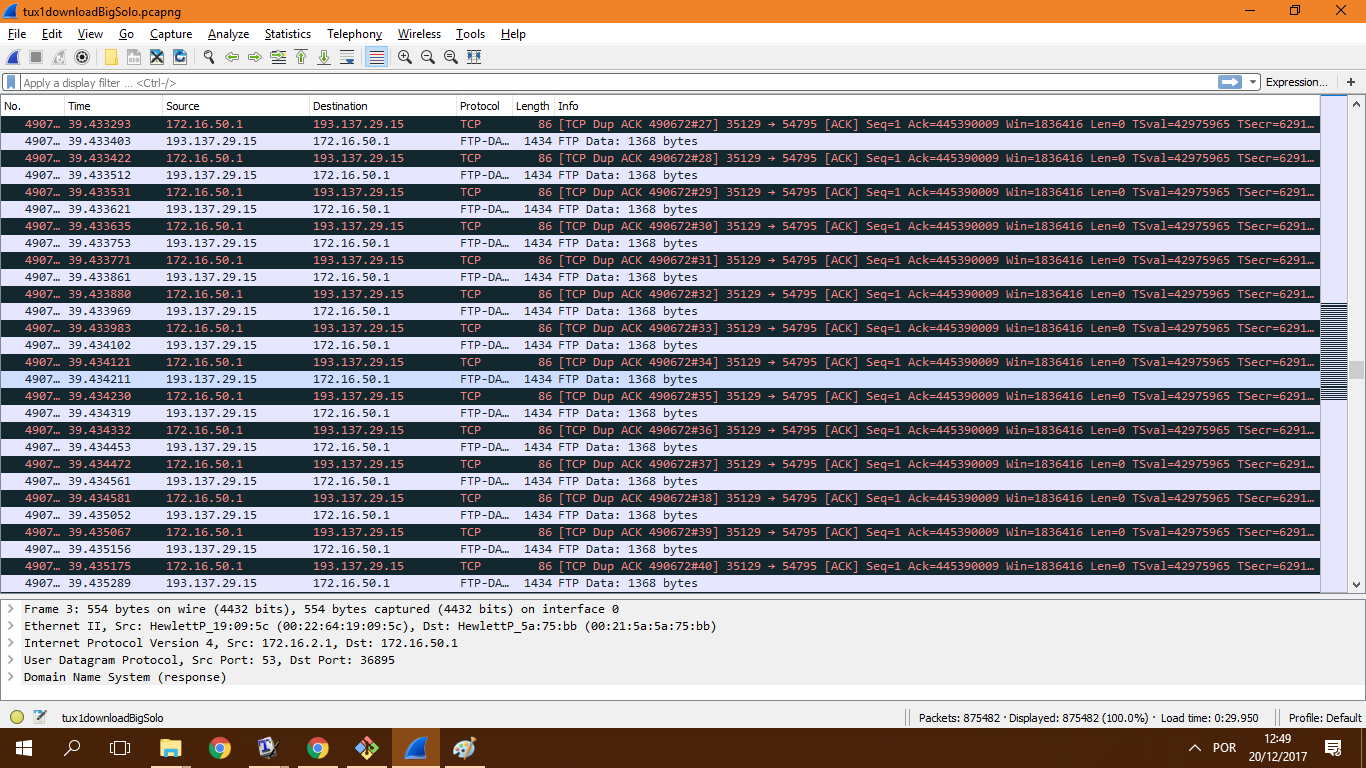 tux1downloadBigSolo.pcapng
File Edit View Go Capture Analyze Statistics Telephony Wireless Tools Help
Apply a display filter ... <Ctrl-/> Expression... +
No. Time Source Destination Protocol Length Info
4907… 39.433293 172.16.50.1 193.137.29.15 TCP 86 [TCP Dup ACK 490672#27] 35129 → 54795 [ACK] Seq=1 Ack=445390009 Win=1836416 Len=0 TSval=42975965 TSecr=6291…
4907… 39.433403 193.137.29.15 172.16.50.1 FTP-DA… 1434 FTP Data: 1368 bytes
4907… 39.433422 172.16.50.1 193.137.29.15 TCP 86 [TCP Dup ACK 490672#28] 35129 → 54795 [ACK] Seq=1 Ack=445390009 Win=1836416 Len=0 TSval=42975965 TSecr=6291…
4907… 39.433512 193.137.29.15 172.16.50.1 FTP-DA… 1434 FTP Data: 1368 bytes
4907… 39.433531 172.16.50.1 193.137.29.15 TCP 86 [TCP Dup ACK 490672#29] 35129 → 54795 [ACK] Seq=1 Ack=445390009 Win=1836416 Len=0 TSval=42975965 TSecr=6291…
4907… 39.433621 193.137.29.15 172.16.50.1 FTP-DA… 1434 FTP Data: 1368 bytes
4907… 39.433635 172.16.50.1 193.137.29.15 TCP 86 [TCP Dup ACK 490672#30] 35129 → 54795 [ACK] Seq=1 Ack=445390009 Win=1836416 Len=0 TSval=42975965 TSecr=6291…
4907… 39.433753 193.137.29.15 172.16.50.1 FTP-DA… 1434 FTP Data: 1368 bytes
4907… 39.433771 172.16.50.1 193.137.29.15 TCP 86 [TCP Dup ACK 490672#31] 35129 → 54795 [ACK] Seq=1 Ack=445390009 Win=1836416 Len=0 TSval=42975965 TSecr=6291…
4907… 39.433861 193.137.29.15 172.16.50.1 FTP-DA… 1434 FTP Data: 1368 bytes
4907… 39.433880 172.16.50.1 193.137.29.15 TCP 86 [TCP Dup ACK 490672#32] 35129 → 54795 [ACK] Seq=1 Ack=445390009 Win=1836416 Len=0 TSval=42975965 TSecr=6291…
4907… 39.433969 193.137.29.15 172.16.50.1 FTP-DA… 1434 FTP Data: 1368 bytes
4907… 39.433983 172.16.50.1 193.137.29.15 TCP 86 [TCP Dup ACK 490672#33] 35129 → 54795 [ACK] Seq=1 Ack=445390009 Win=1836416 Len=0 TSval=42975965 TSecr=6291…
4907… 39.434102 193.137.29.15 172.16.50.1 FTP-DA… 1434 FTP Data: 1368 bytes
4907… 39.434121 172.16.50.1 193.137.29.15 TCP 86 [TCP Dup ACK 490672#34] 35129 → 54795 [ACK] Seq=1 Ack=445390009 Win=1836416 Len=0 TSval=42975965 TSecr=6291…
4907… 39.434211 193.137.29.15 172.16.50.1 FTP-DA… 1434 FTP Data: 1368 bytes
4907… 39.434230 172.16.50.1 193.137.29.15 TCP 86 [TCP Dup ACK 490672#35] 35129 → 54795 [ACK] Seq=1 Ack=445390009 Win=1836416 Len=0 TSval=42975965 TSecr=6291…
4907… 39.434319 193.137.29.15 172.16.50.1 FTP-DA… 1434 FTP Data: 1368 bytes
4907… 39.434332 172.16.50.1 193.137.29.15 TCP 86 [TCP Dup ACK 490672#36] 35129 → 54795 [ACK] Seq=1 Ack=445390009 Win=1836416 Len=0 TSval=42975965 TSecr=6291…
4907… 39.434453 193.137.29.15 172.16.50.1 FTP-DA… 1434 FTP Data: 1368 bytes
4907… 39.434472 172.16.50.1 193.137.29.15 TCP 86 [TCP Dup ACK 490672#37] 35129 → 54795 [ACK] Seq=1 Ack=445390009 Win=1836416 Len=0 TSval=42975965 TSecr=6291…
4907… 39.434561 193.137.29.15 172.16.50.1 FTP-DA… 1434 FTP Data: 1368 bytes
4907… 39.434581 172.16.50.1 193.137.29.15 TCP 86 [TCP Dup ACK 490672#38] 35129 → 54795 [ACK] Seq=1 Ack=445390009 Win=1836416 Len=0 TSval=42975965 TSecr=6291…
4907… 39.435052 193.137.29.15 172.16.50.1 FTP-DA… 1434 FTP Data: 1368 bytes
4907… 39.435067 172.16.50.1 193.137.29.15 TCP 86 [TCP Dup ACK 490672#39] 35129 → 54795 [ACK] Seq=1 Ack=445390009 Win=1836416 Len=0 TSval=42975965 TSecr=6291…
4907… 39.435156 193.137.29.15 172.16.50.1 FTP-DA… 1434 FTP Data: 1368 bytes
4907… 39.435175 172.16.50.1 193.137.29.15 TCP 86 [TCP Dup ACK 490672#40] 35129 → 54795 [ACK] Seq=1 Ack=445390009 Win=1836416 Len=0 TSval=42975965 TSecr=6291…
4907… 39.435289 193.137.29.15 172.16.50.1 FTP-DA… 1434 FTP Data: 1368 bytes
Frame 3: 554 bytes on wire (4432 bits), 554 bytes captured (4432 bits) on interface 0
Ethernet II, Src: HewlettP_19:09:5c (00:22:64:19:09:5c), Dst: HewlettP_5a:75:bb (00:21:5a:5a:75:bb)
Internet Protocol Version 4, Src: 172.16.2.1, Dst: 172.16.50.1
User Datagram Protocol, Src Port: 53, Dst Port: 36895
Domain Name System (response)
tux1downloadBigSolo Packets: 875482 · Displayed: 875482 (100.0%) · Load time: 0:29.950 Profile: Default
POR 12:49
20/12/2017